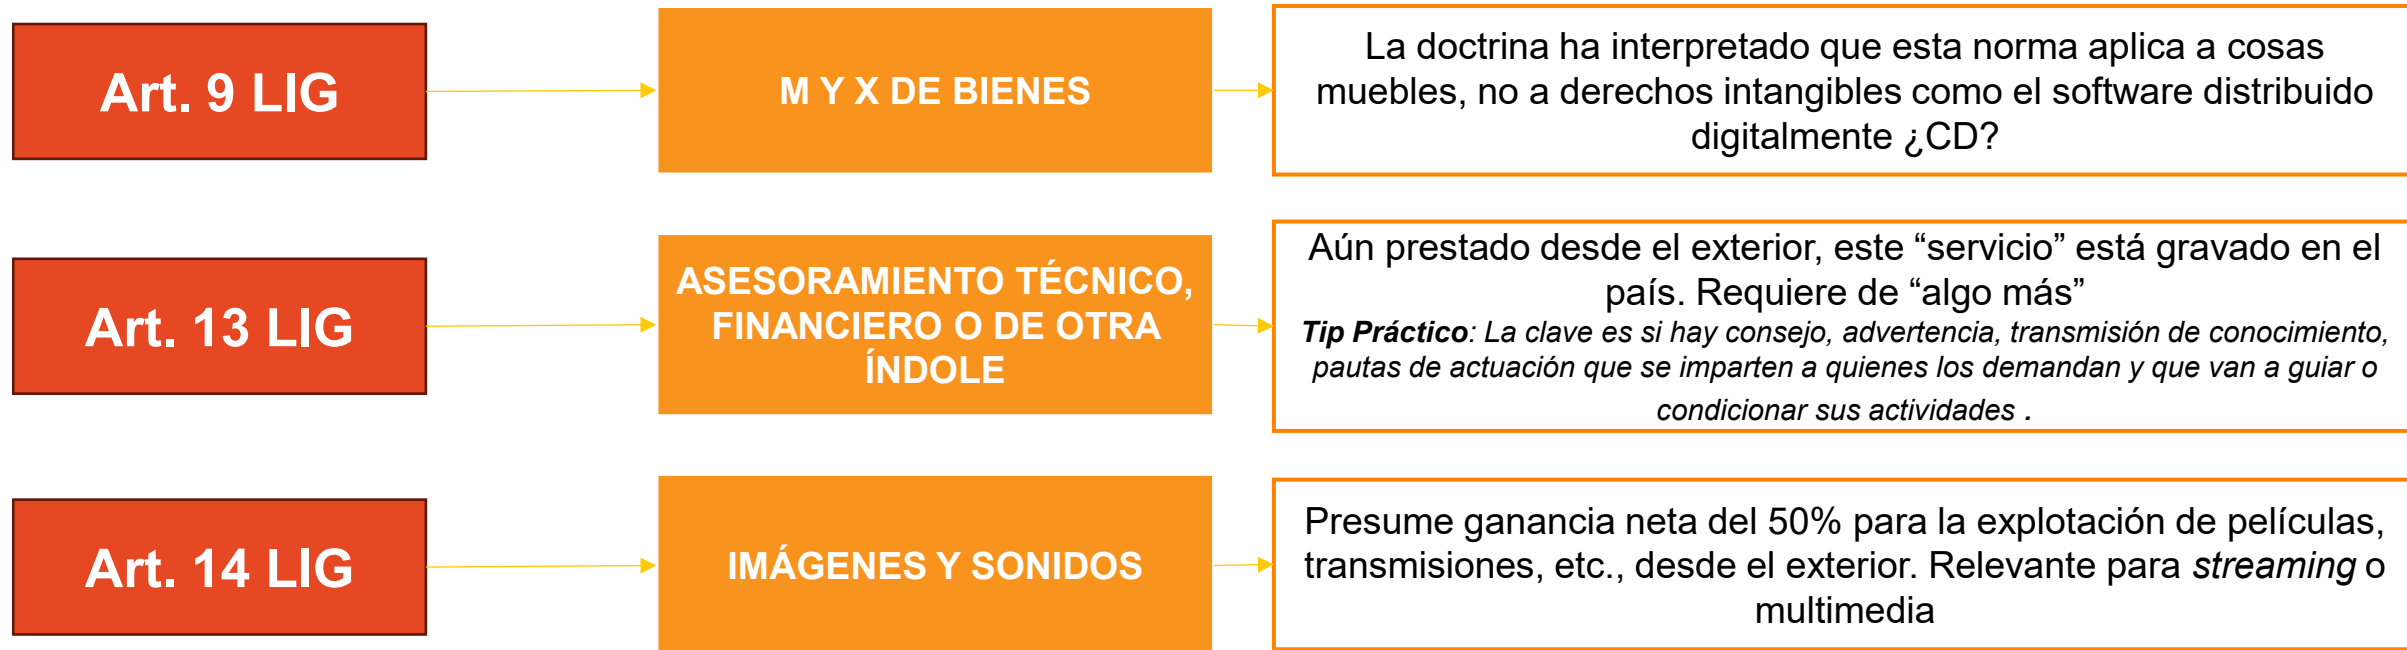 Art. 9 LIG
M Y X DE BIENES
La doctrina ha interpretado que esta norma aplica a cosas
muebles, no a derechos intangibles como el software distribuido
digitalmente ¿CD?
Art. 13 LIG
ASESORAMIENTO TÉCNICO,
FINANCIERO O DE OTRA
ÍNDOLE
Aún prestado desde el exterior, este “servicio” está gravado en el
país. Requiere de “algo más”
Tip Práctico: La clave es si hay consejo, advertencia, transmisión de conocimiento,
pautas de actuación que se imparten a quienes los demandan y que van a guiar o
condicionar sus actividades .
Art. 14 LIG
IMÁGENES Y SONIDOS
Presume ganancia neta del 50% para la explotación de películas,
transmisiones, etc., desde el exterior. Relevante para streaming o
multimedia